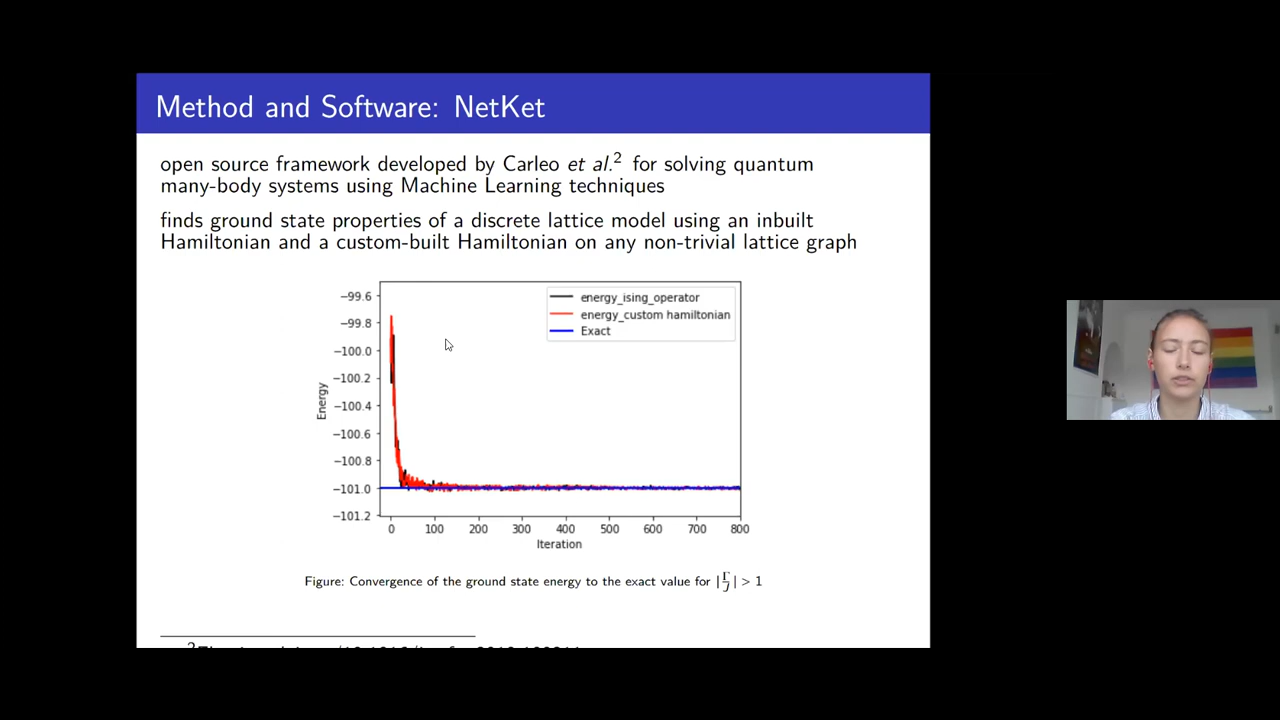 Method and Software: NetKet
open source framework developed by Carleo et al.² for solving quantum
many-body systems using Machine Learning techniques
finds ground state properties of a discrete lattice model using an inbuilt
Hamiltonian and a custom-built Hamiltonian on any non-trivial lattice graph
energy_ising_operator
energy_custom hamiltonian
Exact
Energy
−99.6
−99.8
−100.0
−100.2
−100.4
−100.6
−100.8
−101.0
−101.2
0 100 200 300 400 500 600 700 800
Iteration
Figure: Convergence of the ground state energy to the exact value for |Γ/J| > 1